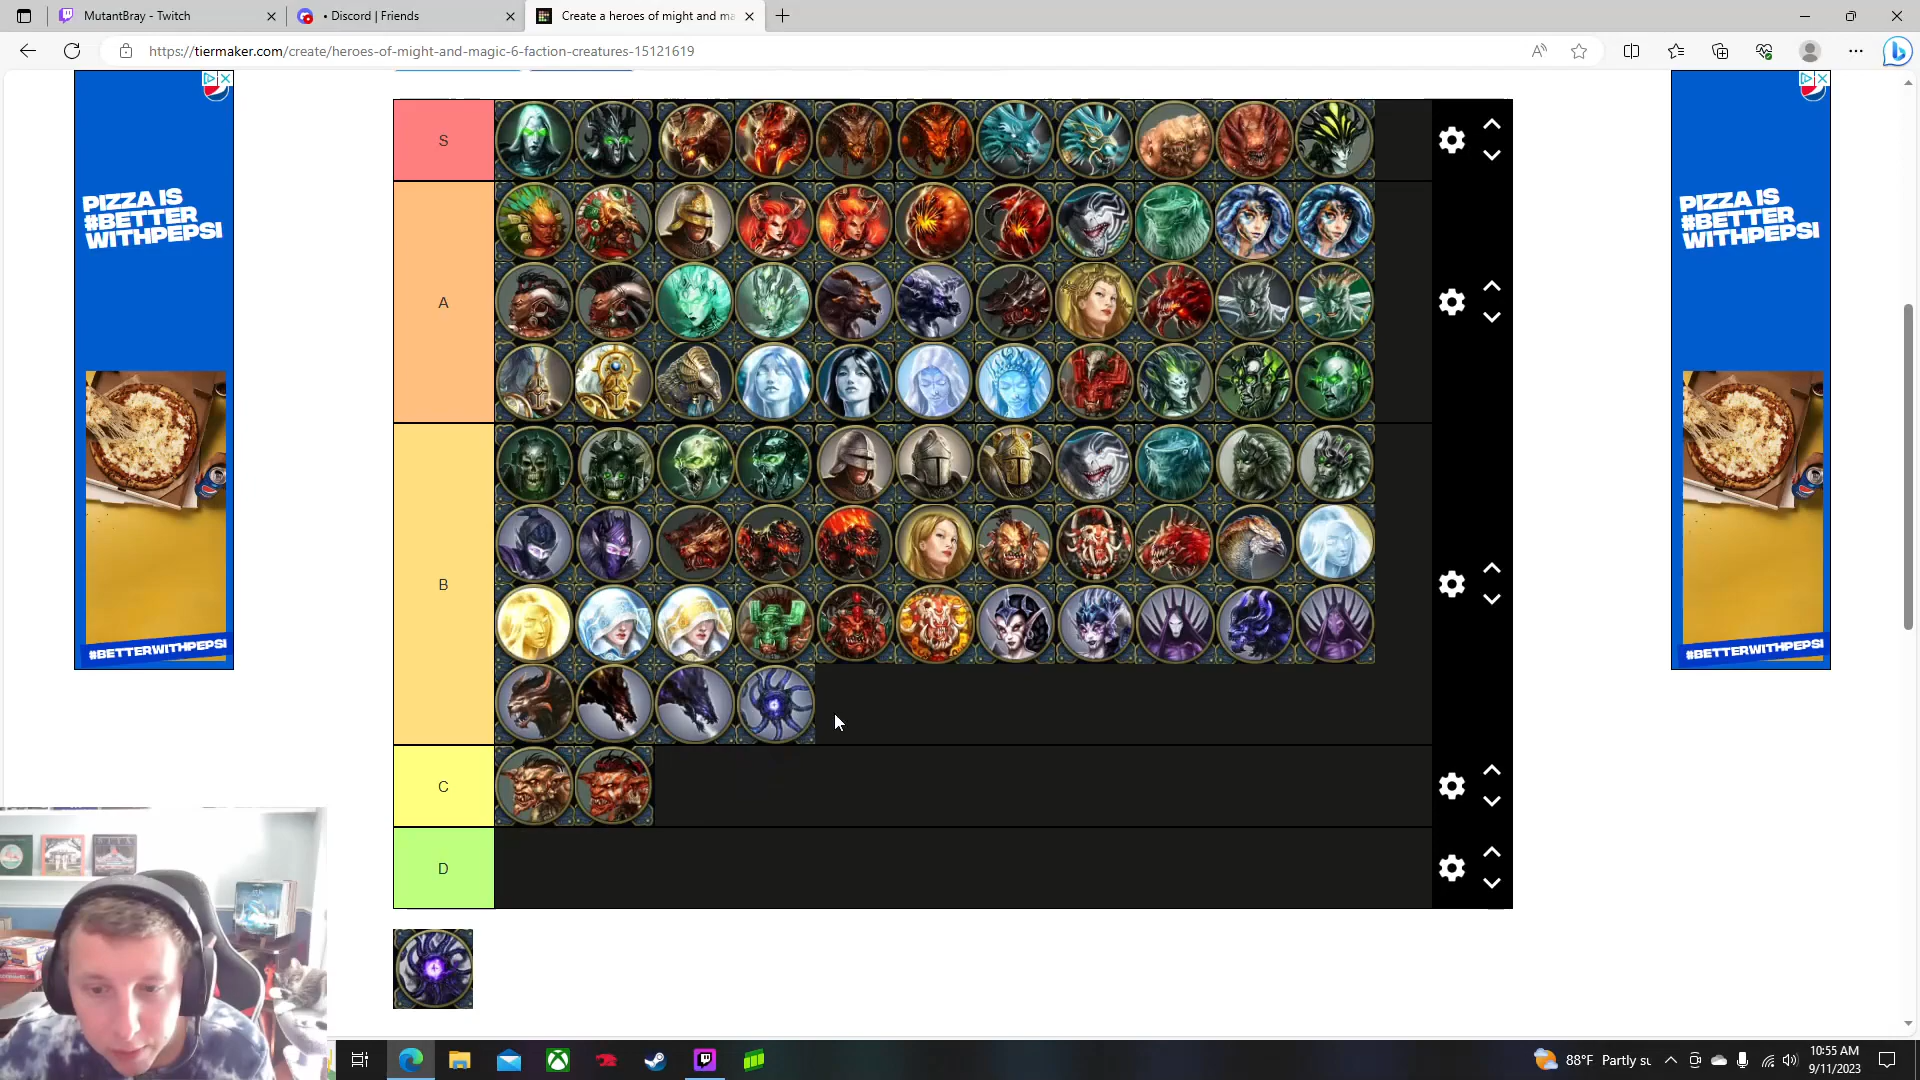 MutantBray - Twitch
• Discord | Friends
Create a heroes of might and ma
https://tiermaker.com/create/heroes-of-might-and-magic-6-faction-creatures-15121619
PIZZA IS
#BETTER
WITHPEPSI
#BETTERWITHPEPSI
S
A
B
C
D
PIZZA IS
#BETTER
WITHPEPSI
#BETTERWITHPEPSI
88°F Partly su
10:55 AM
9/11/2023